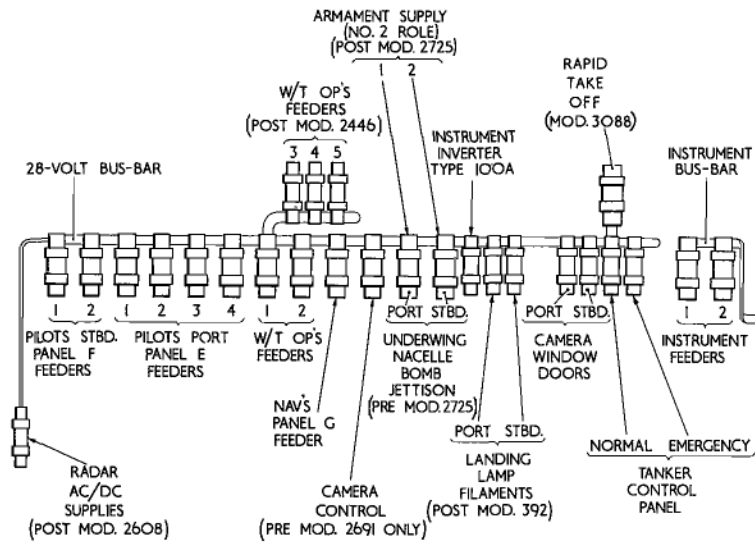 ARMAMENT SUPPLY
(NO. 2 ROLE)
(POST MOD. 2725)
1 2
W/T OP'S
FEEDERS
(POST MOD. 2446)
3 4 5
RAPID
TAKE
OFF
(MOD. 3088)
28-VOLT BUS-BAR
INSTRUMENT
INVERTER
TYPE 100A
INSTRUMENT
BUS-BAR
1 2
PILOTS STBD.
PANEL F
FEEDERS
1 2 3 4
PILOTS PORT
PANEL E
FEEDERS
1 2
W/T OP'S
FEEDERS
PORT STBD.
UNDERWING
NACELLE
BOMB
JETTISON
(PRE MOD. 2725)
PORT STBD.
CAMERA
WINDOW
DOORS
1 2
INSTRUMENT
FEEDERS
NAV'S
PANEL G
FEEDER
PORT STBD.
LANDING
LAMP
FILAMENTS
(POST MOD. 392)
NORMAL EMERGENCY
TANKER
CONTROL
PANEL
RADAR
AC/DC
SUPPLIES
(POST MOD. 2608)
CAMERA
CONTROL
(PRE MOD. 2691 ONLY)